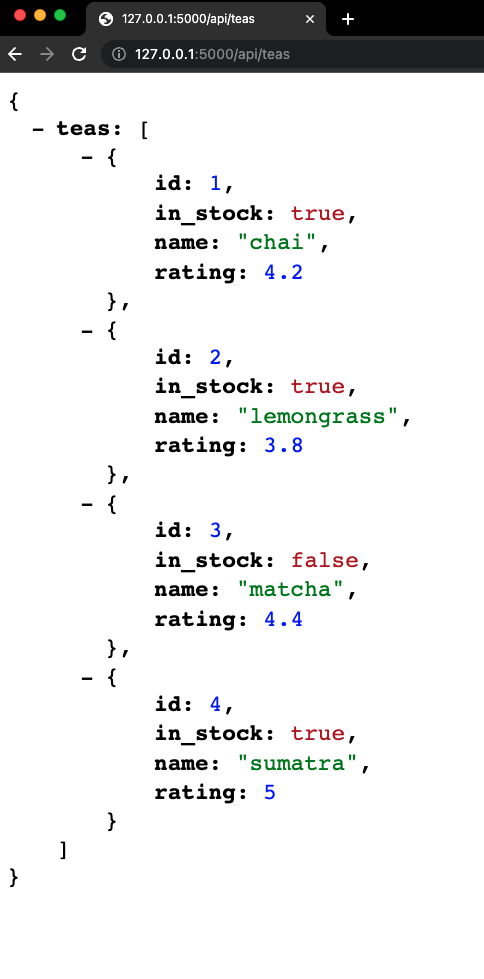 127.0.0.1:5000/api/teas
127.0.0.1:5000/api/teas
{
– teas: [
– {
id: 1,
in_stock: true,
name: "chai",
rating: 4.2
},
– {
id: 2,
in_stock: true,
name: "lemongrass",
rating: 3.8
},
– {
id: 3,
in_stock: false,
name: "matcha",
rating: 4.4
},
– {
id: 4,
in_stock: true,
name: "sumatra",
rating: 5
}
]
}